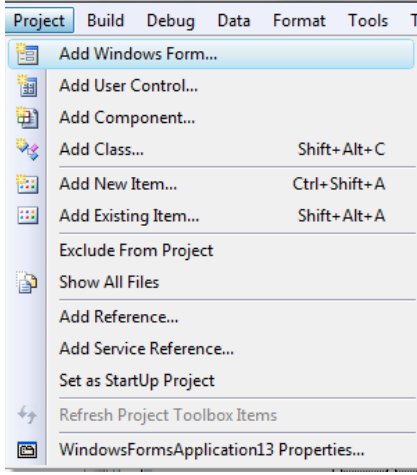 Project Build Debug Data Format Tools
Add Windows Form...
Add User Control...
Add Component...
Add Class... Shift+Alt+C
Add New Item... Ctrl+Shift+A
Add Existing Item... Shift+Alt+A
Exclude From Project
Show All Files
Add Reference...
Add Service Reference...
Set as StartUp Project
Refresh Project Toolbox Items
WindowsFormsApplication13 Properties...